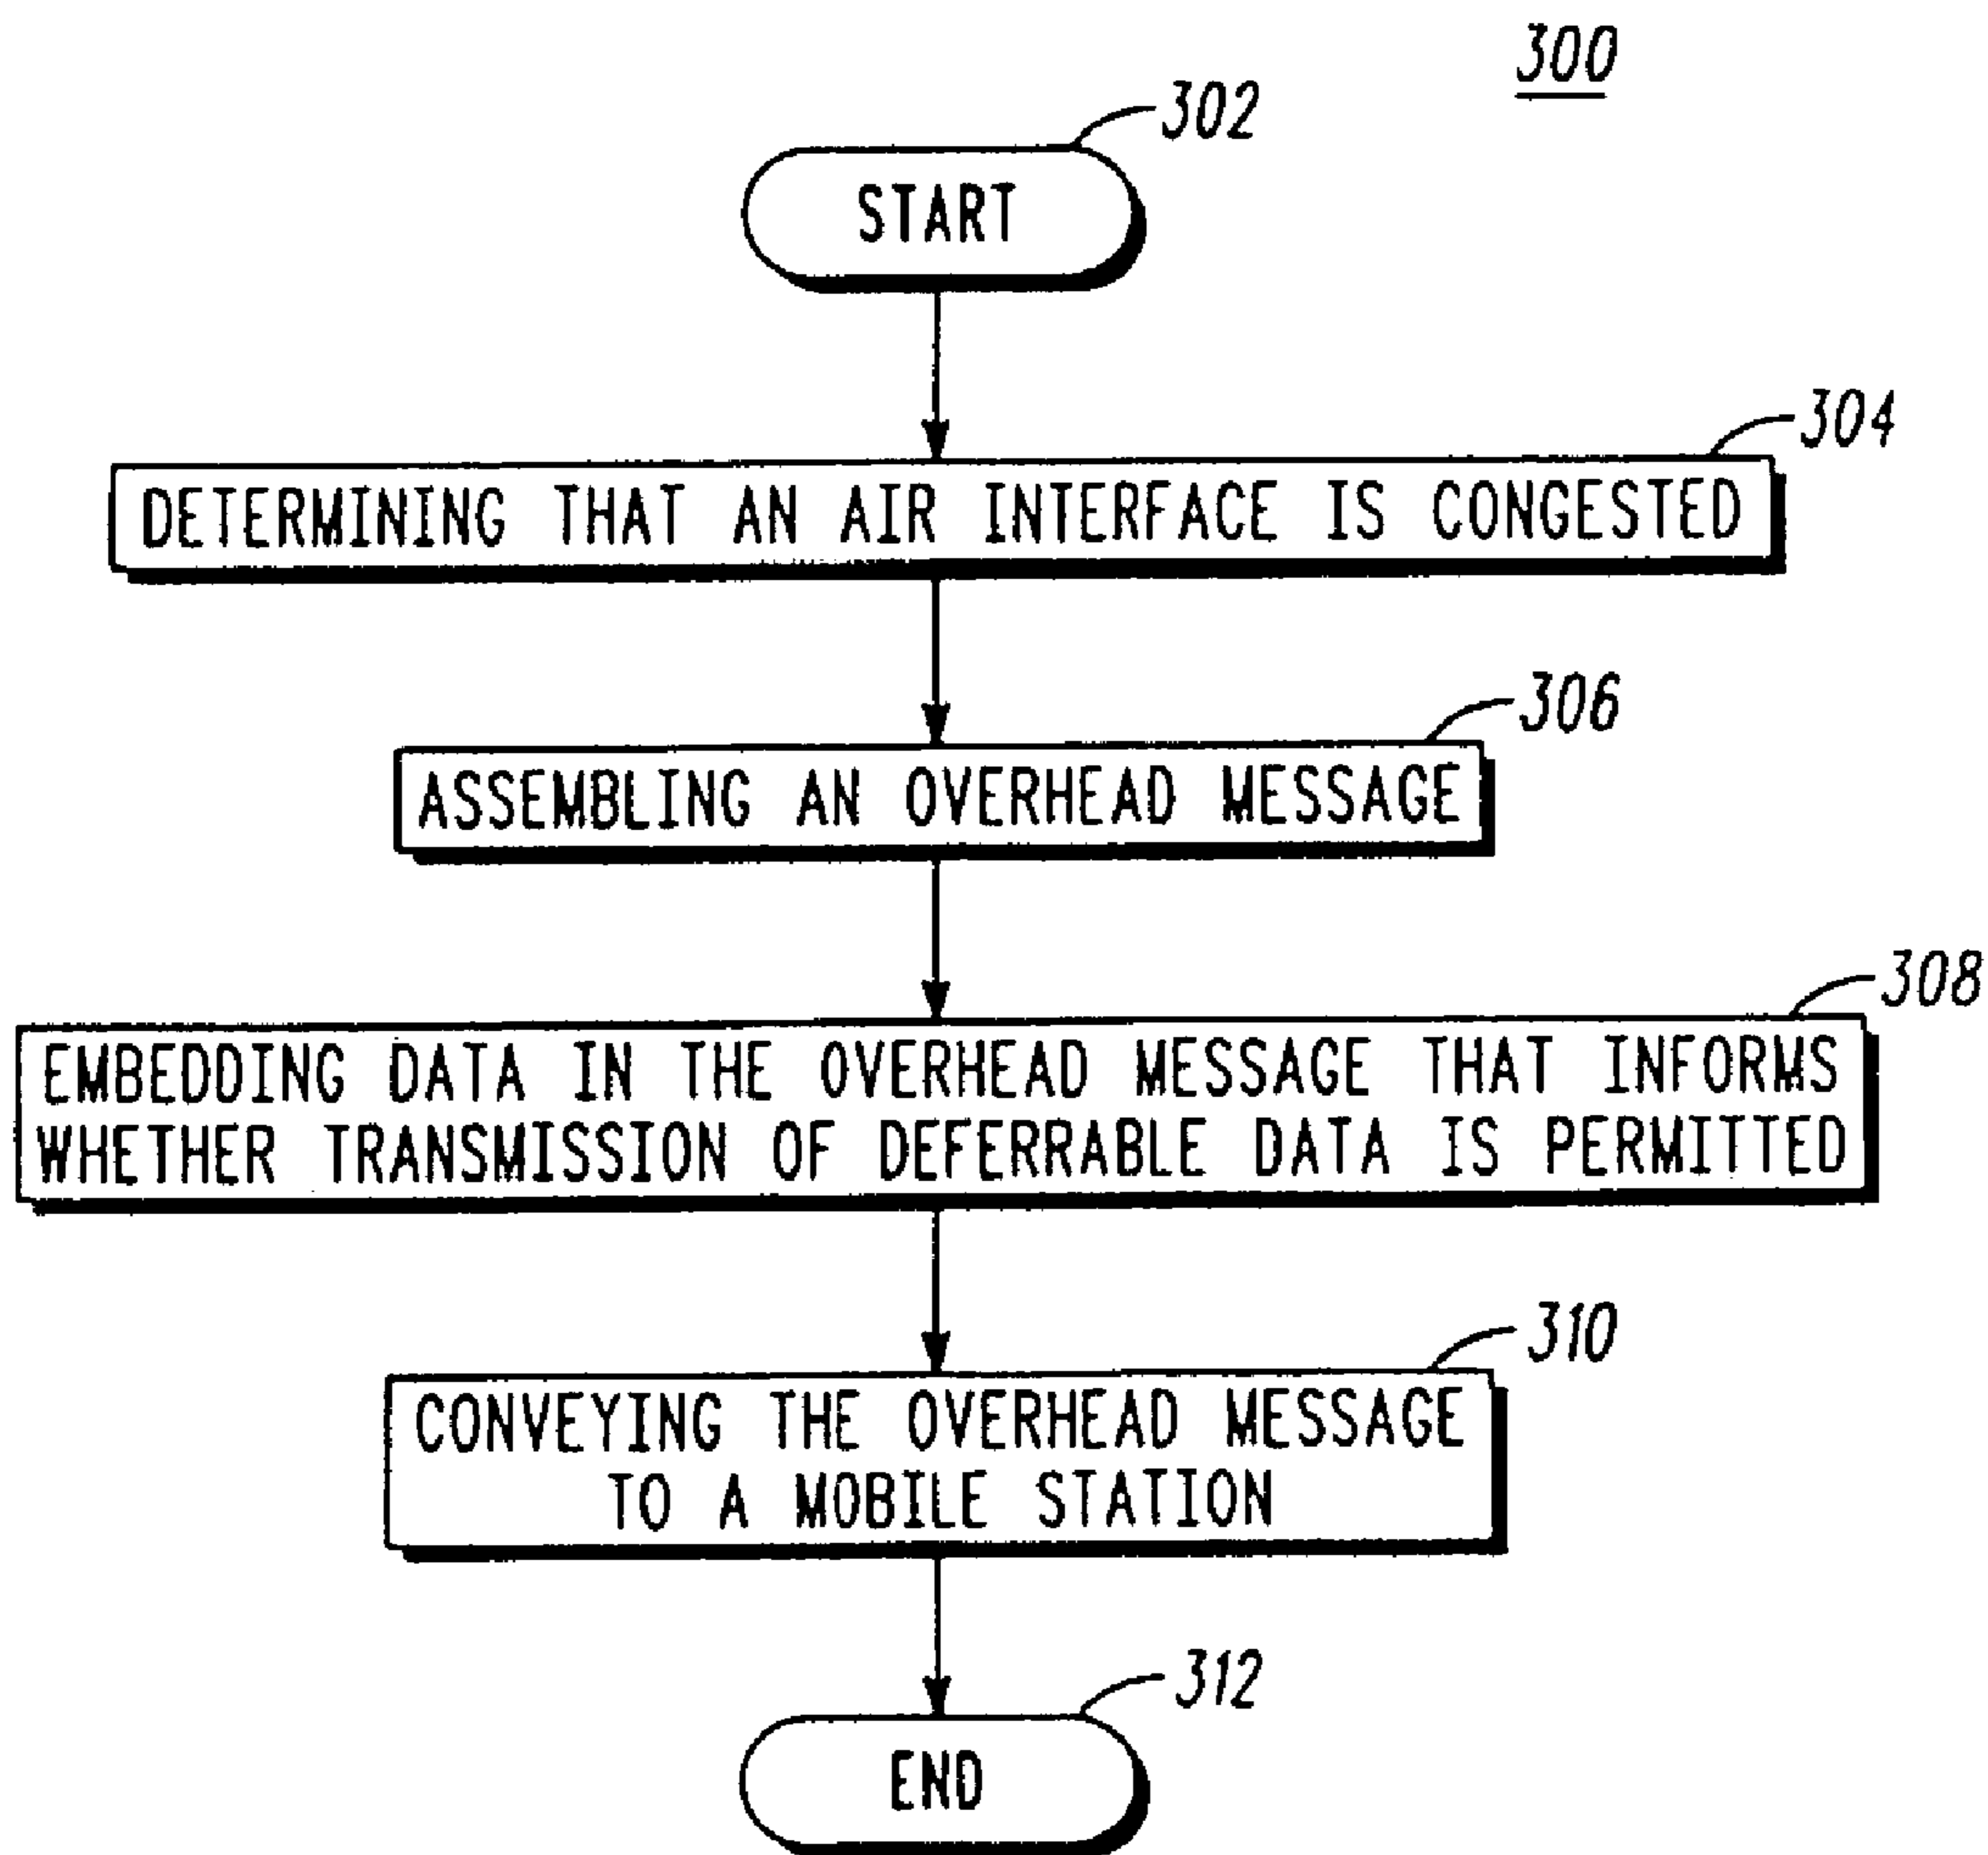 300
302
START
304
DETERMINING THAT AN AIR INTERFACE IS CONGESTED
306
ASSEMBLING AN OVERHEAD MESSAGE
308
EMBEDDING DATA IN THE OVERHEAD MESSAGE THAT INFORMS
WHETHER TRANSMISSION OF DEFERRABLE DATA IS PERMITTED
310
CONVEYING THE OVERHEAD MESSAGE
TO A MOBILE STATION
312
END